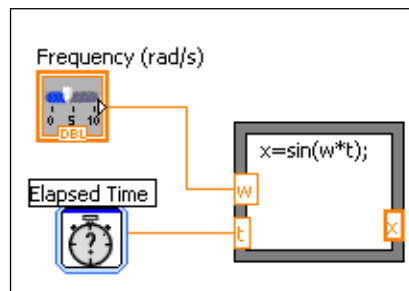 Frequency (rad/s)
0 5 10
DBL
x=sin(w*t);
w
Elapsed Time
?
t
x